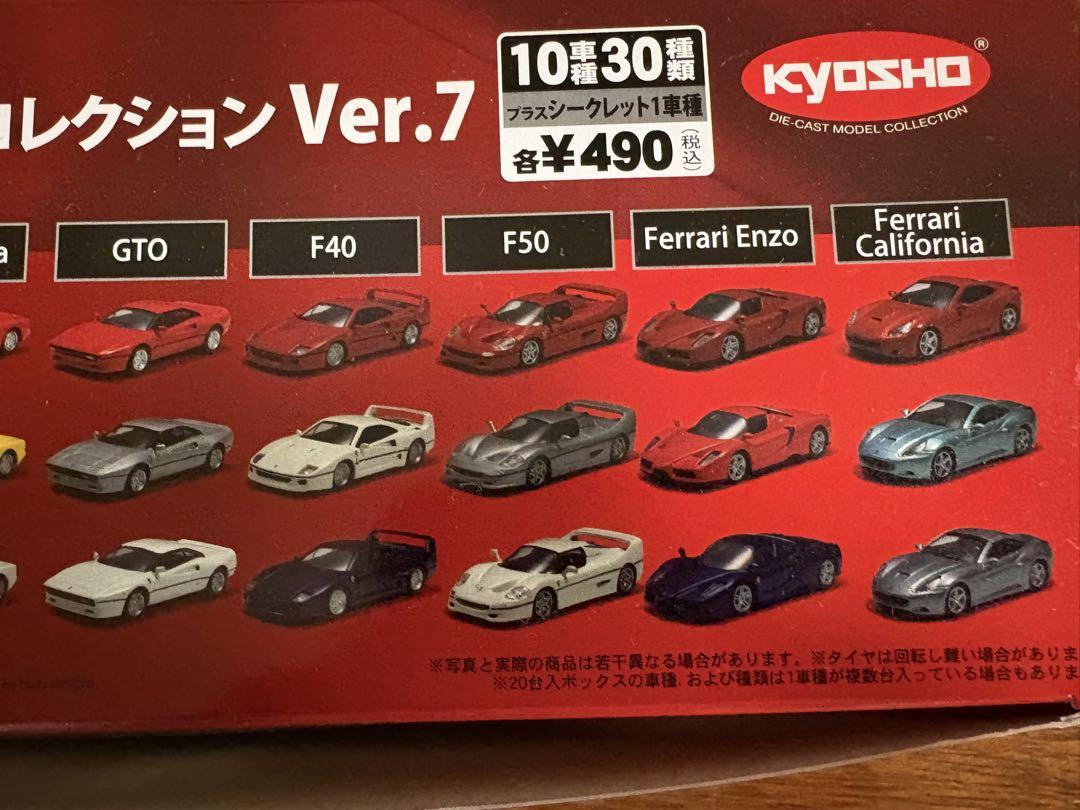 コレクション Ver.7
10車種30種類
プラスシークレット1車種
各¥490(税込)
KYOSHO®
DIE-CAST MODEL COLLECTION
a
GTO
F40
F50
Ferrari Enzo
Ferrari
California
※写真と実際の商品は若干異なる場合があります。※タイヤは回転し難い場合がありま
※20台入ボックスの車種、および種類は1車種が複数台入っている場合もありま